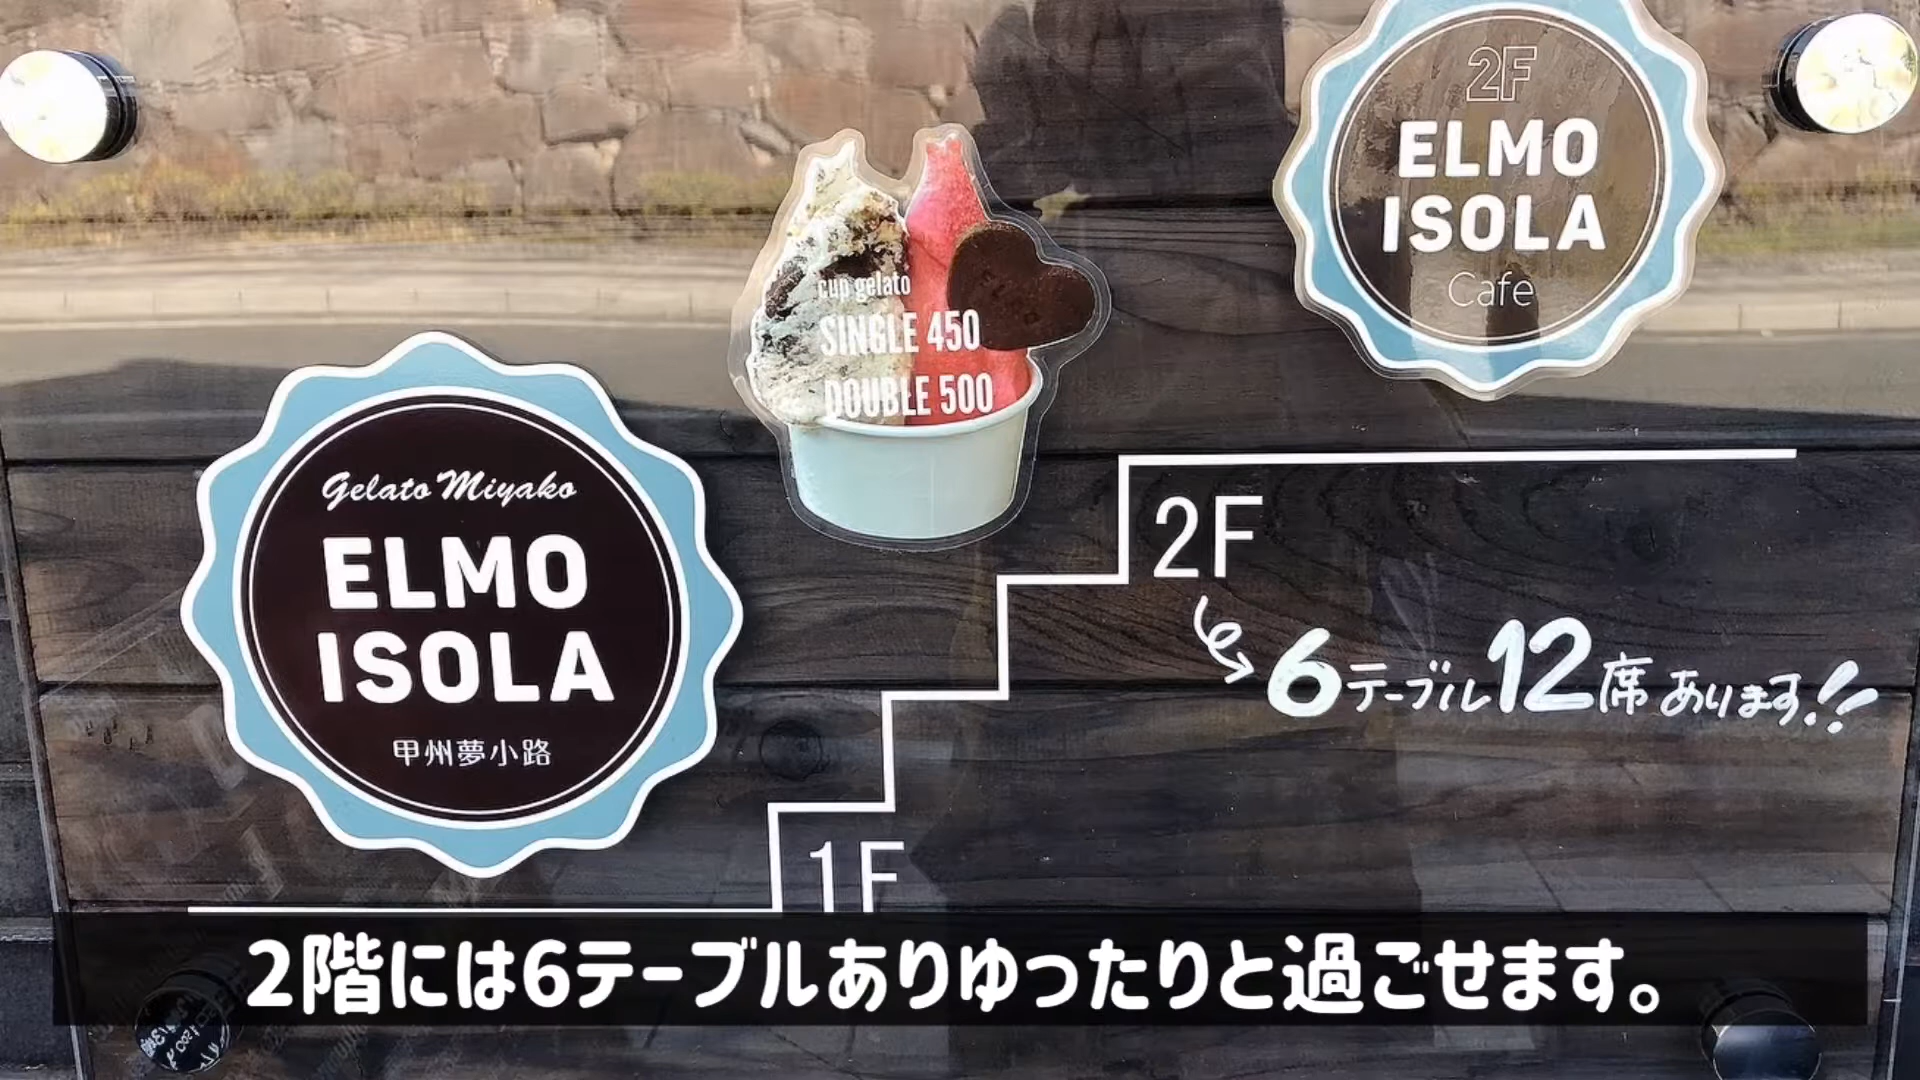 2F
ELMO
ISOLA
Cafe
cup gelato
SINGLE 450
DOUBLE 500
Gelato Miyako
ELMO
ISOLA
甲州夢小路
2F
6テーブル12席あります!!
1F
2階には6テーブルありゆったりと過ごせます。